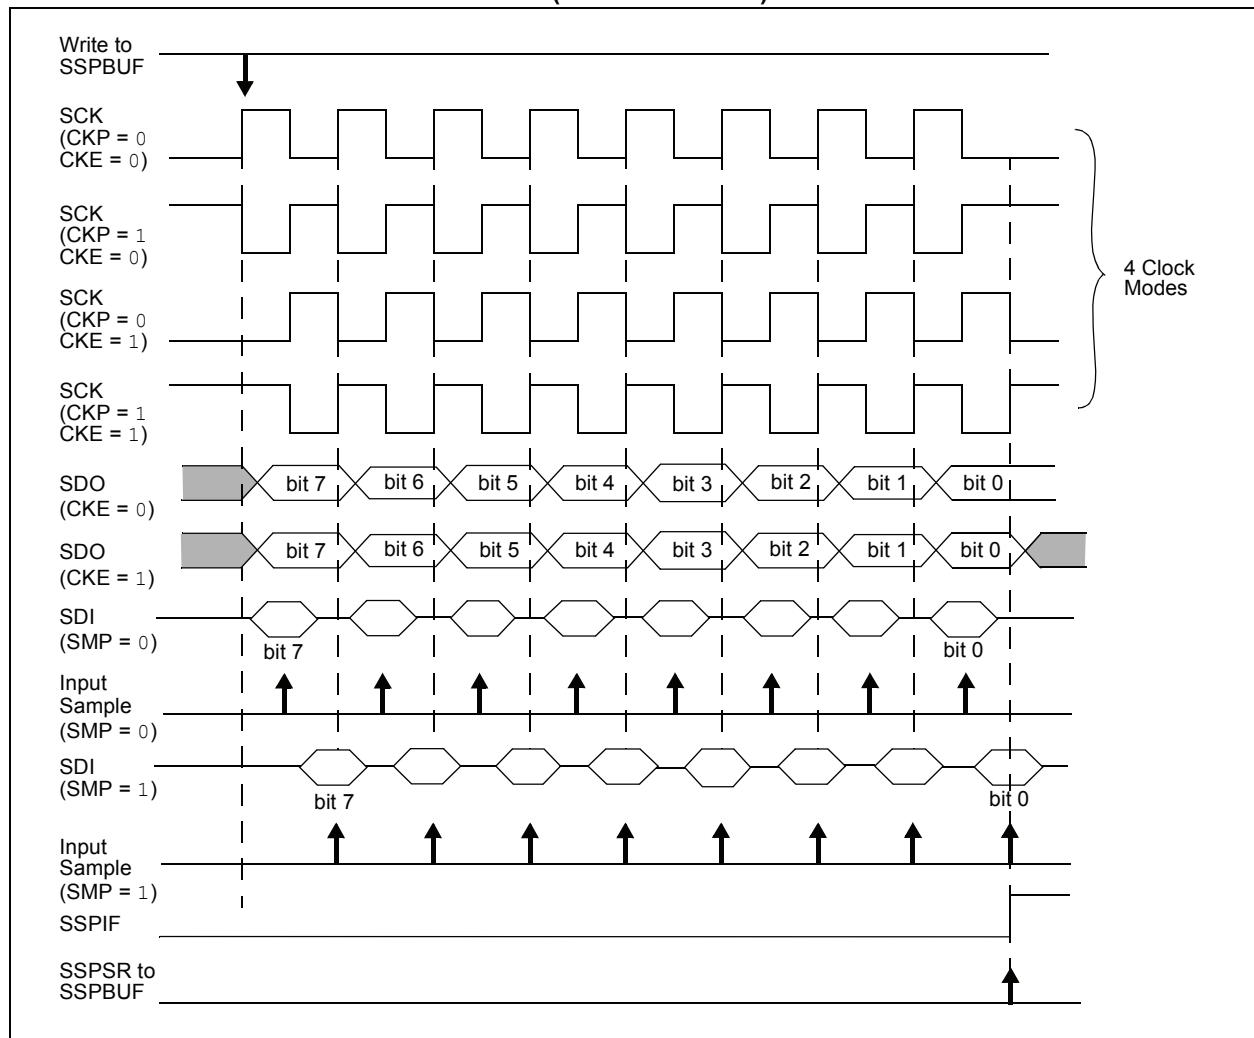 Write to
SSPBUF
SCK
(CKP = 0
CKE = 0)
SCK
(CKP = 1
CKE = 0)
SCK
(CKP = 0
CKE = 1)
SCK
(CKP = 1
CKE = 1)
4 Clock
Modes
SDO
(CKE = 0)
bit 7 bit 6 bit 5 bit 4 bit 3 bit 2 bit 1 bit 0
SDO
(CKE = 1)
bit 7 bit 6 bit 5 bit 4 bit 3 bit 2 bit 1 bit 0
SDI
(SMP = 0)
bit 7 bit 0
Input
Sample
(SMP = 0)
SDI
(SMP = 1)
bit 7 bit 0
Input
Sample
(SMP = 1)
SSPIF
SSPSR to
SSPBUF